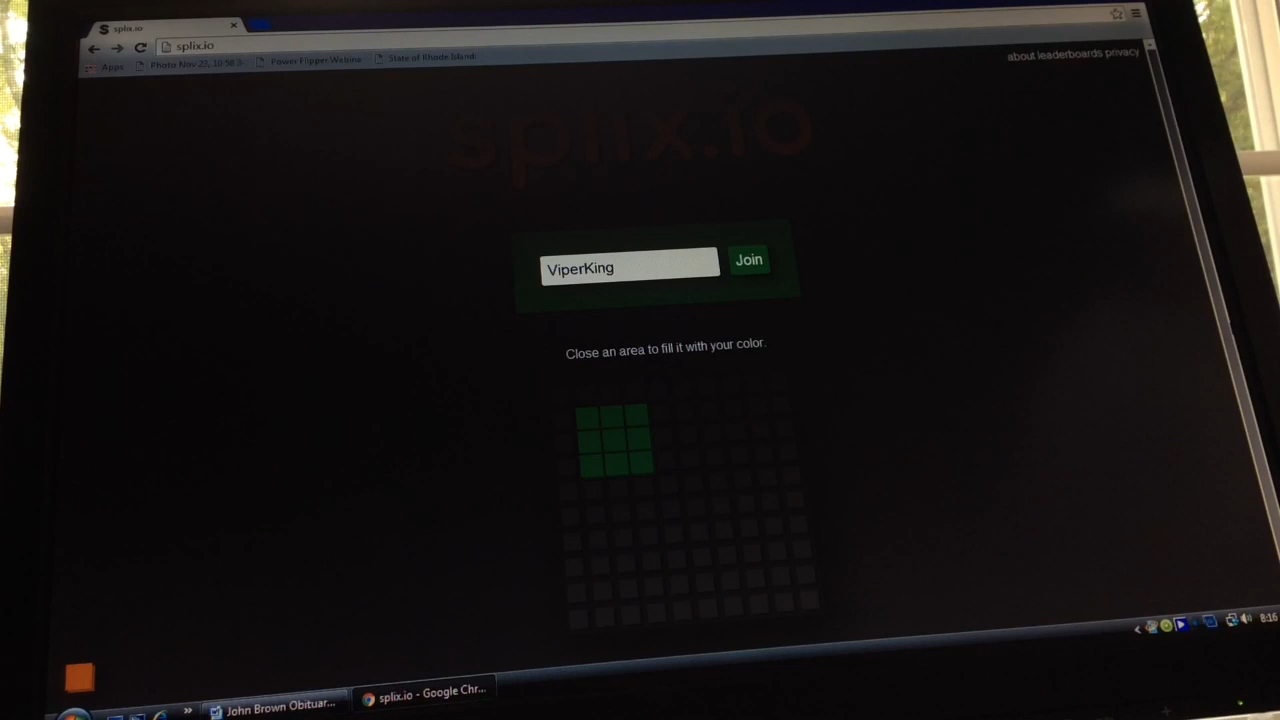 splix.io
splix.io
Apps Photo Nov 23, 10 58 3 Power Flipper Webina State of Rhode Island
about leaderboards privacy
splix.io
ViperKing Join
Close an area to fill it with your color.
John Brown Obituar... splix.io - Google Chr... 8:16